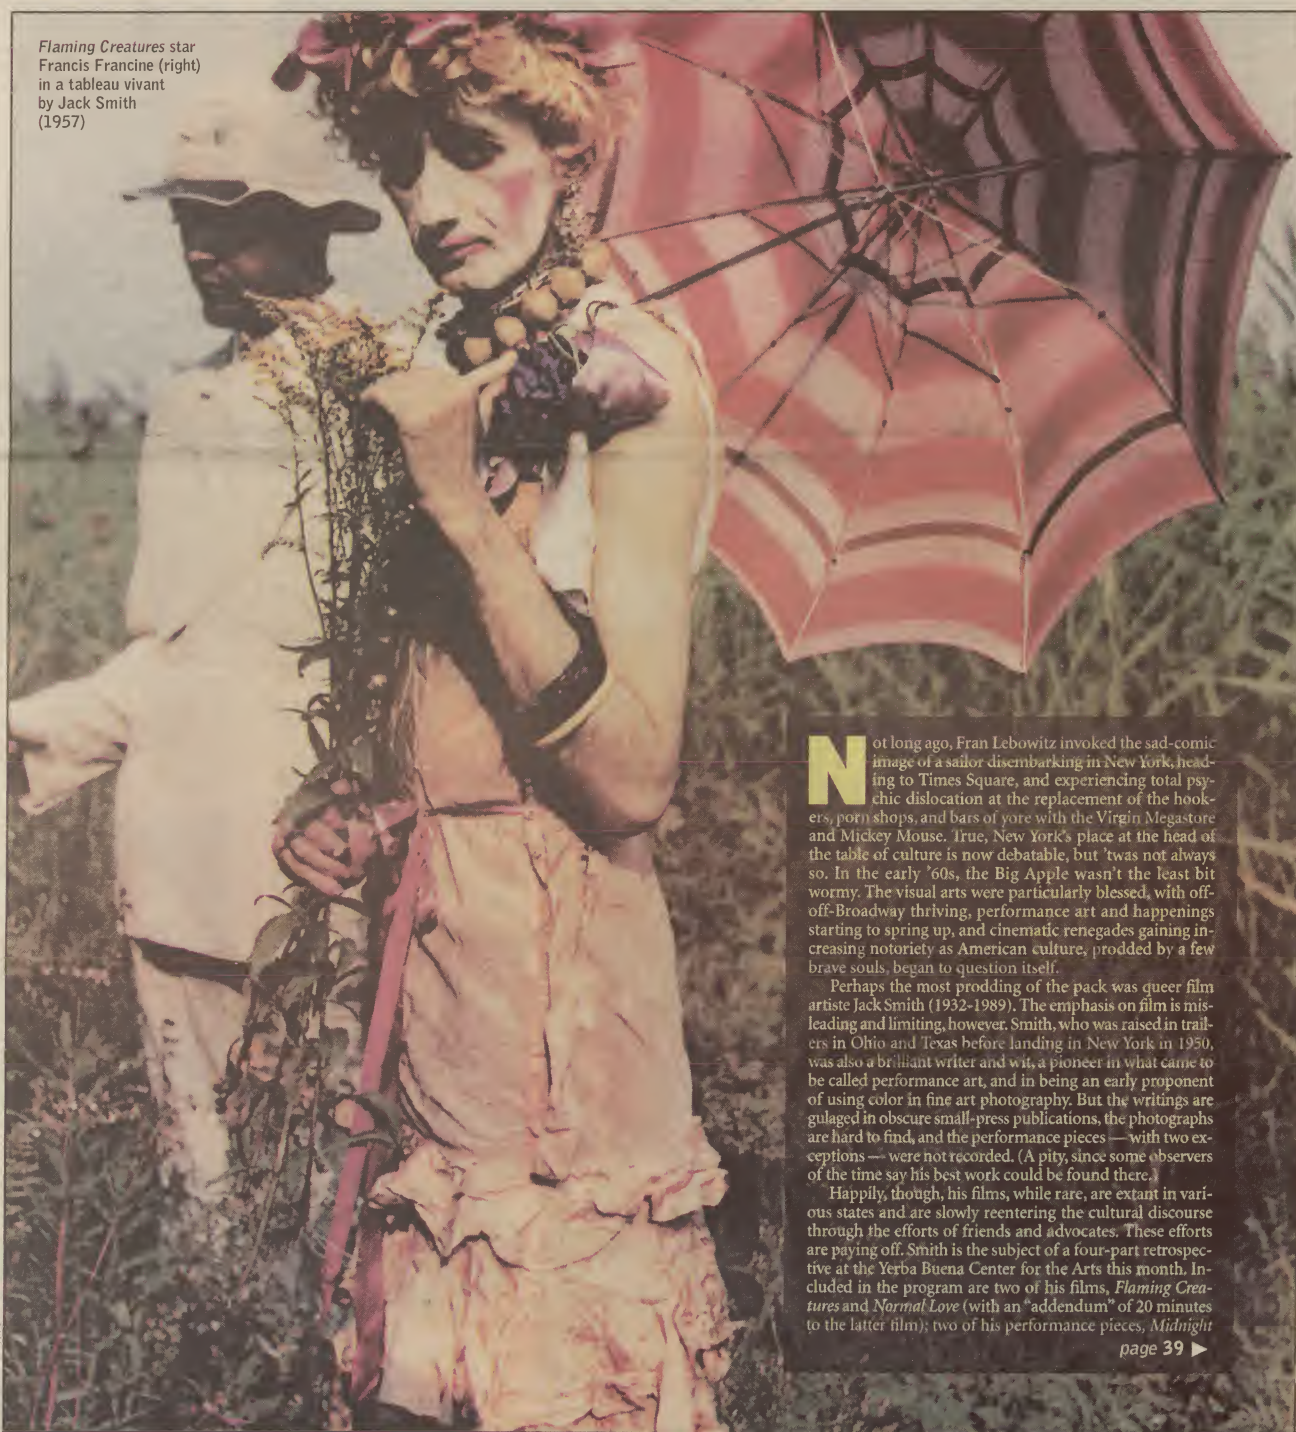 Flaming Creatures star
Francis Francine (right)
in a tableau vivant
by Jack Smith
(1957)
Not long ago, Fran Lebowitz invoked the sad-comic
image of a sailor disembarking in New York, head-
ing to Times Square, and experiencing total psy-
chic dislocation at the replacement of the hook-
ers, porn shops, and bars of yore with the Virgin Megastore
and Mickey Mouse. True, New York's place at the head of
the table of culture is now debatable, but 'twas not always
so. In the early '60s, the Big Apple wasn't the least bit
wormy. The visual arts were particularly blessed, with off-
off-Broadway thriving, performance art and happenings
starting to spring up, and cinematic renegades gaining in-
creasing notoriety as American culture, prodded by a few
brave souls, began to question itself.
Perhaps the most prodding of the pack was queer film
artiste Jack Smith (1932-1989). The emphasis on film is mis-
leading and limiting, however. Smith, who was raised in trail-
ers in Ohio and Texas before landing in New York in 1950,
was also a brilliant writer and wit, a pioneer in what came to
be called performance art, and in being an early proponent
of using color in fine art photography. But the writings are
gulaged in obscure small-press publications, the photographs
are hard to find, and the performance pieces — with two ex-
ceptions — were not recorded. (A pity, since some observers
of the time say his best work could be found there.)
Happily, though, his films, while rare, are extant in vari-
ous states and are slowly reentering the cultural discourse
through the efforts of friends and advocates. These efforts
are paying off. Smith is the subject of a four-part retrospec-
tive at the Yerba Buena Center for the Arts this month. In-
cluded in the program are two of his films, Flaming Crea-
tures and Normal Love (with an "addendum" of 20 minutes
to the latter film); two of his performance pieces, Midnight
page 39 ▶